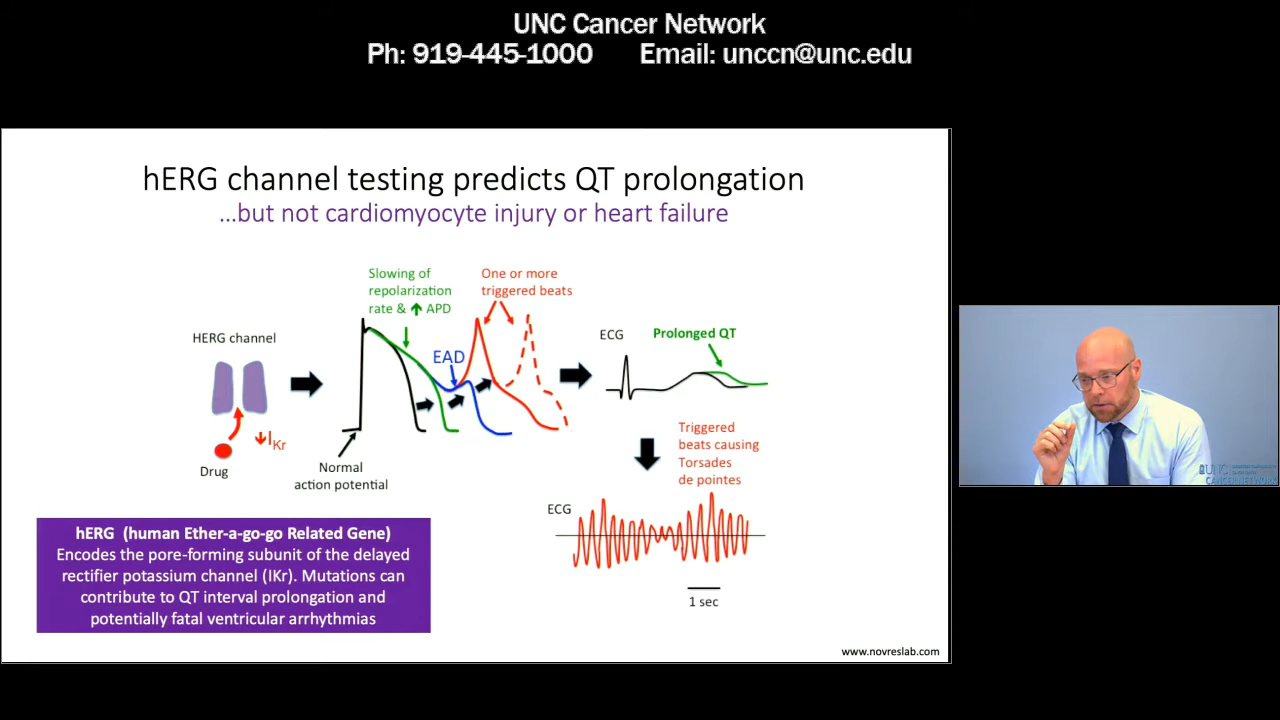 UNC Cancer Network
Ph: 919-445-1000 Email: unccn@unc.edu
hERG channel testing predicts QT prolongation
...but not cardiomyocyte injury or heart failure
HERG channel
Drug
↓IKr
Slowing of
repolarization
rate & ↑ APD
EAD
One or more
triggered beats
Normal
action potential
ECG
Prolonged QT
Triggered
beats causing
Torsades
de pointes
ECG
1 sec
hERG (human Ether-a-go-go Related Gene)
Encodes the pore-forming subunit of the delayed
rectifier potassium channel (IKr). Mutations can
contribute to QT interval prolongation and
potentially fatal ventricular arrhythmias
www.novreslab.com
UNC
CANCER NETWORK